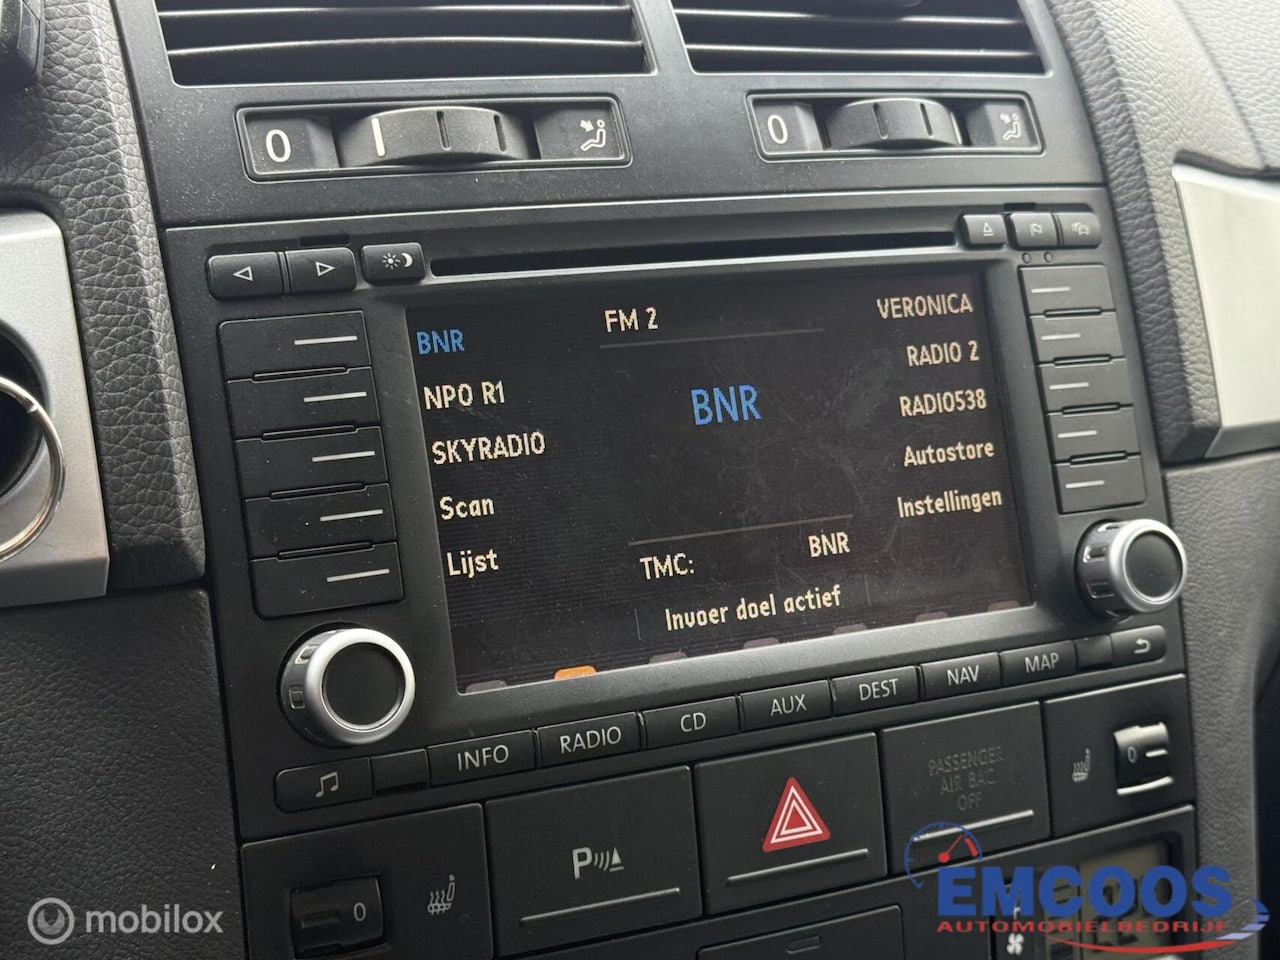 0
0
BNR
FM 2
VERONICA
NPO R1
BNR
RADIO 2
SKYRADIO
RADIO538
Scan
Autostore
Lijst
Instellingen
TMC:
BNR
Invoer doel actief
INFO
RADIO
CD
AUX
DEST
NAV
MAP
PASSENGER
AIR BAG
OFF
0
P
0
mobilox
EMCOOS
AUTOMOBIELBEDRIJF